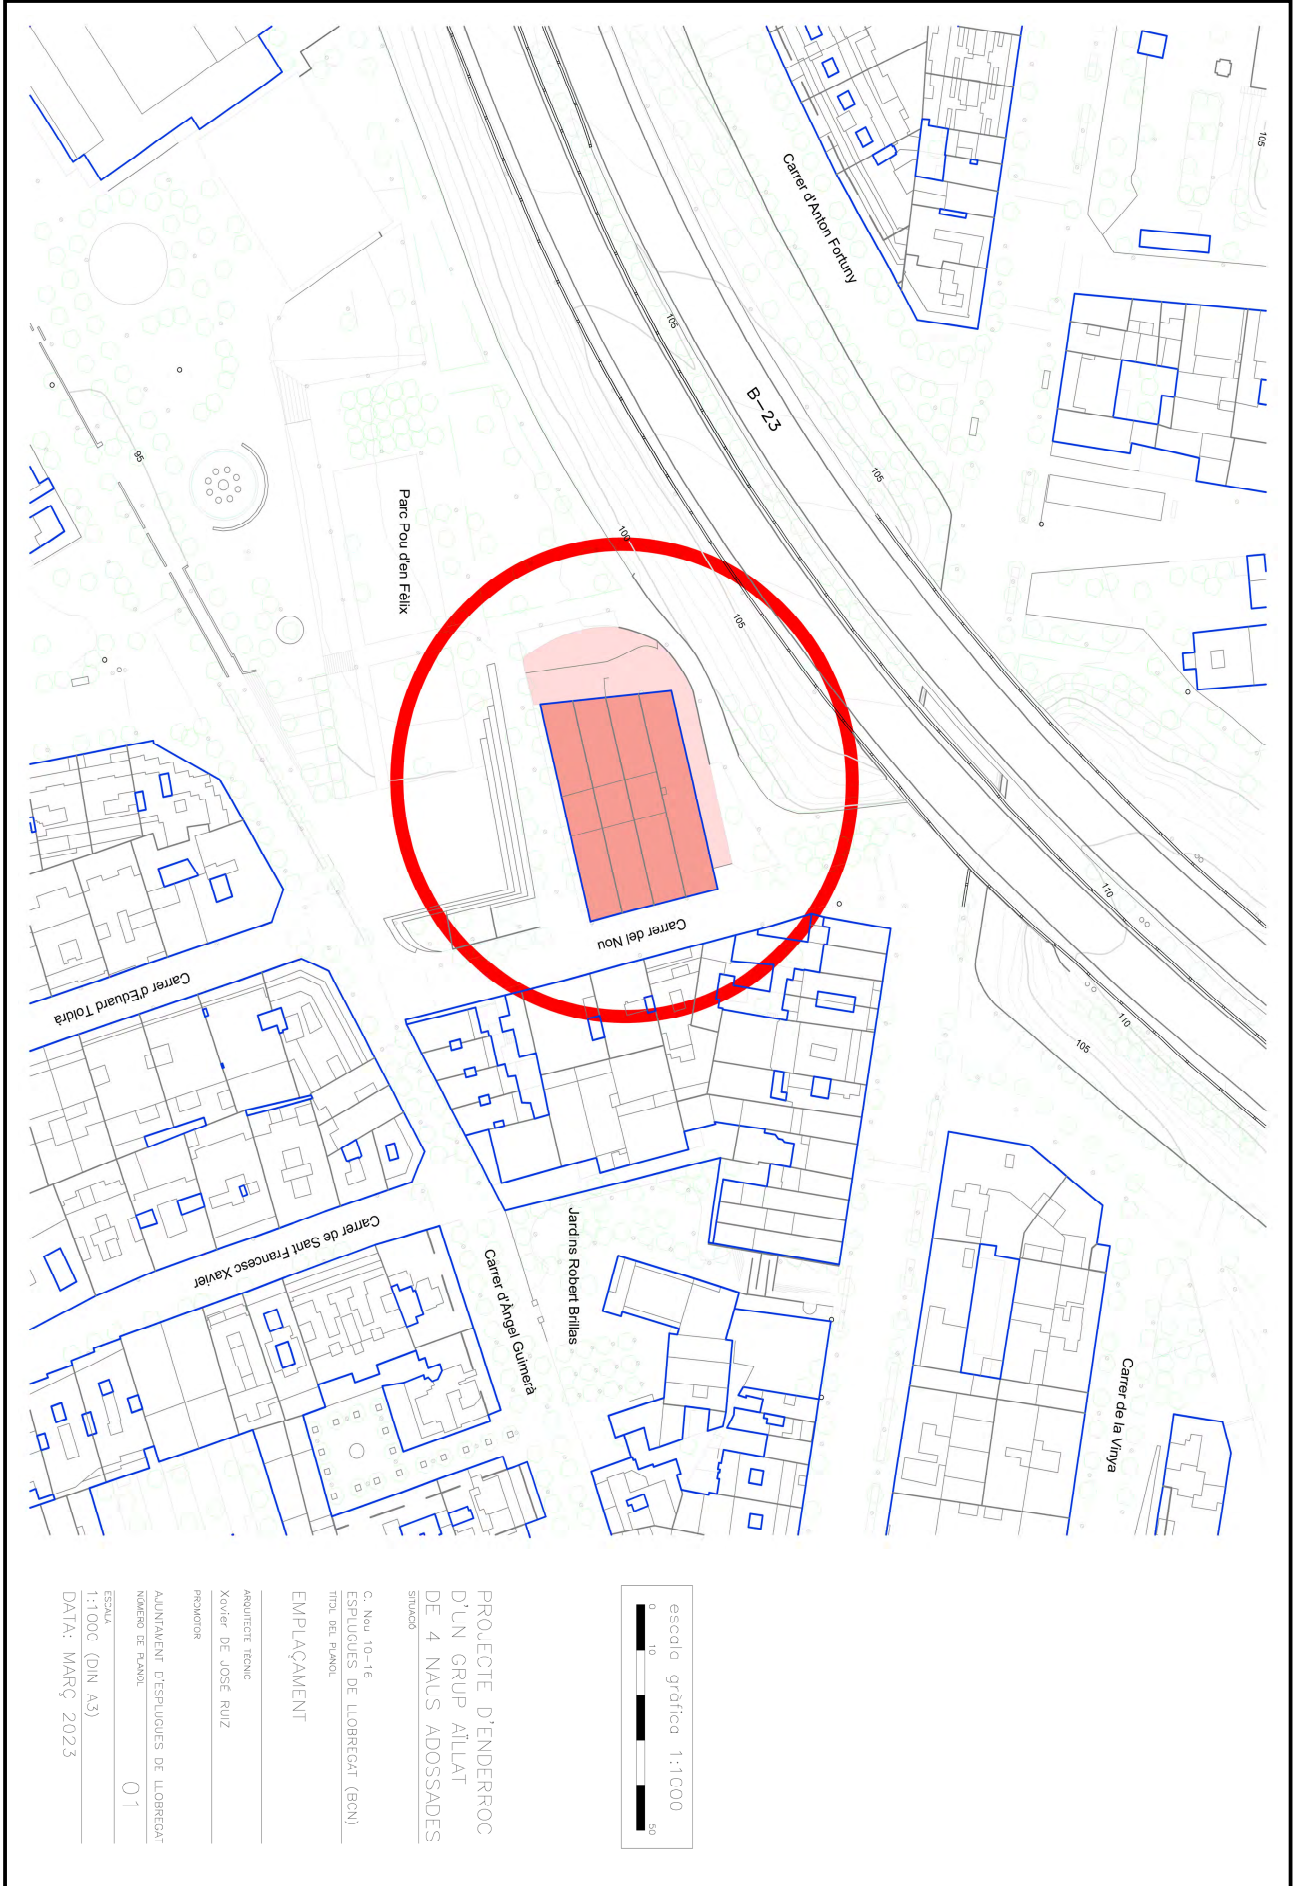 Carrer d'Anton Fortuny
105
105
B-23
105
95
Parc Pou d'en Fèlix
100
105
Carrer del Nou
110
110
105
Carrer d'Eduard Toldrà
Carrer de Sant Francesc Xavier
Carrer d'Àngel Guimerà
Jardins Robert Brillas
Carrer de la Vinya
escala gràfica 1:1000
0 10 50
PROJECTE D'ENDERROC
D'UN GRUP AÏLLAT
DE 4 NAUS ADOSSADES
SITUACIÓ
C. Nou 10-16
ESPLUGUES DE LLOBREGAT (BCN)
TÍTOL DEL PLÀNOL
EMPLAÇAMENT
ARQUITECTE TÈCNIC
Xavier DE JOSÉ RUIZ
PROMOTOR
AJUNTAMENT D'ESPLUGUES DE LLOBREGAT
NÚMERO DE PLÀNOL
01
ESCALA
1:1000 (DIN A3)
DATA: MARÇ 2023